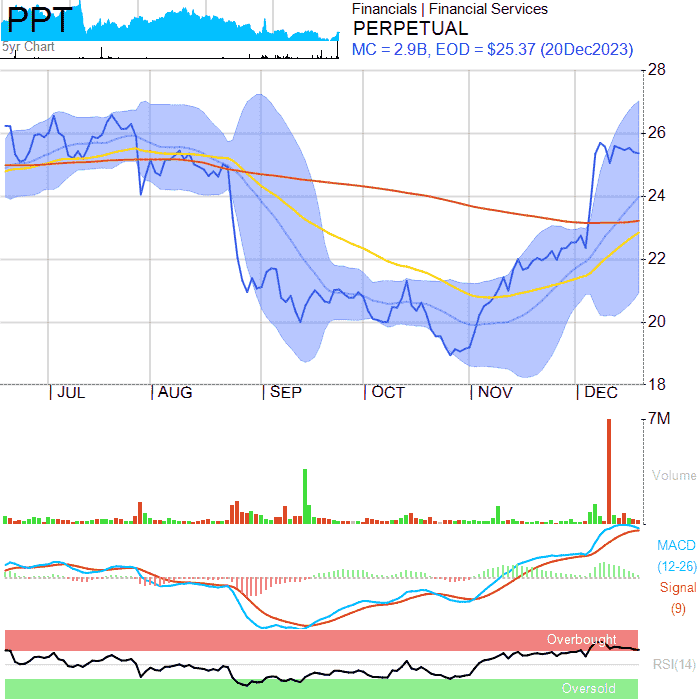 PPT
5yr Chart
Financials | Financial Services
PERPETUAL
MC = 2.9B, EOD = $25.37 (20Dec2023)
28
26
24
22
20
18
JUL
AUG
SEP
OCT
NOV
DEC
7M
Volume
MACD
(12-26)
Signal
(9)
Overbought
RSI(14)
Oversold